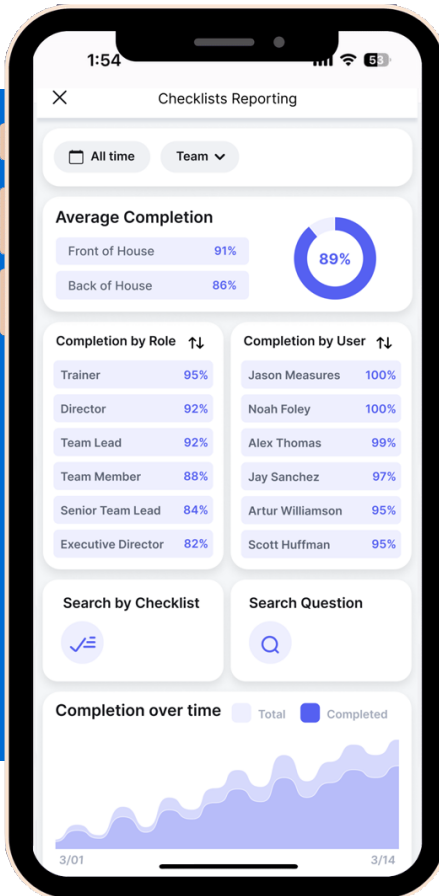 1:54
53
Checklists Reporting
All time
Team
Average Completion
Front of House 91%
Back of House 86%
89%
Completion by Role
Trainer 95%
Director 92%
Team Lead 92%
Team Member 88%
Senior Team Lead 84%
Executive Director 82%
Completion by User
Jason Measures 100%
Noah Foley 100%
Alex Thomas 99%
Jay Sanchez 97%
Artur Williamson 95%
Scott Huffman 95%
Search by Checklist
Search Question
Completion over time
Total
Completed
3/01
3/14